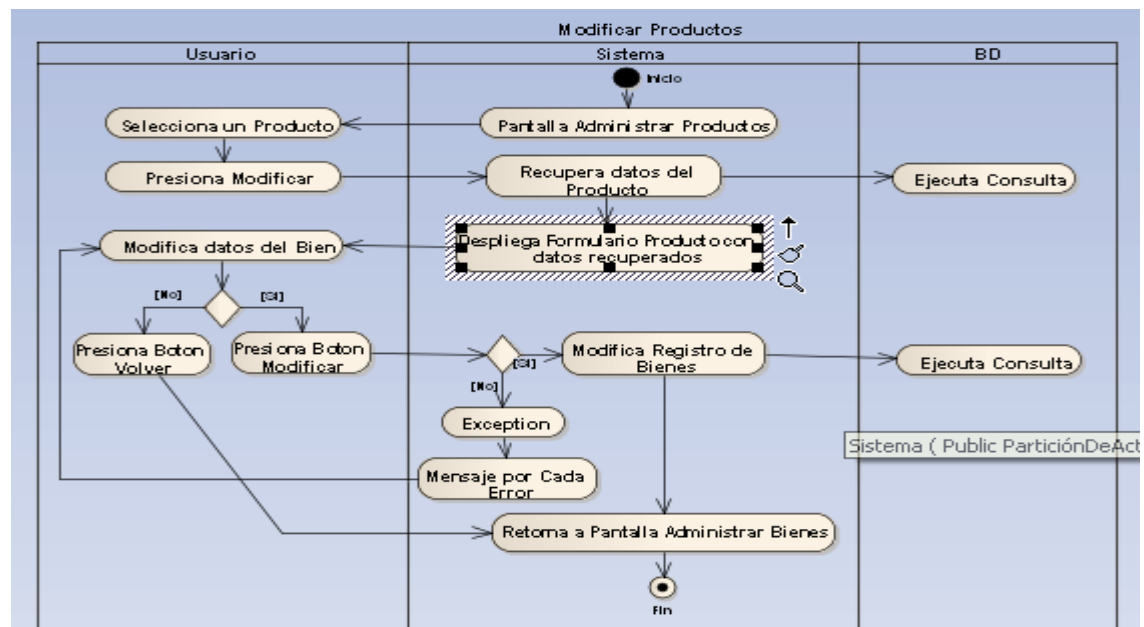 Modificar Productos
Usuario
Sistema
BD
Inicio
Selecciona un Producto
Pantalla Administrar Productos
Presiona Modificar
Recupera datos del
Producto
Ejecuta Consulta
Modifica datos del Bien
Despliega Formulario Producto con
datos recuperados
[No]
[SI]
Presiona Boton
Volver
Presiona Boton
Modificar
[SI]
Modifica Registro de
Bienes
Ejecuta Consulta
[No]
Exception
Sistema ( Public ParticiónDeAct
Mensaje por Cada
Error
Retorna a Pantalla Administrar Bienes
Fin